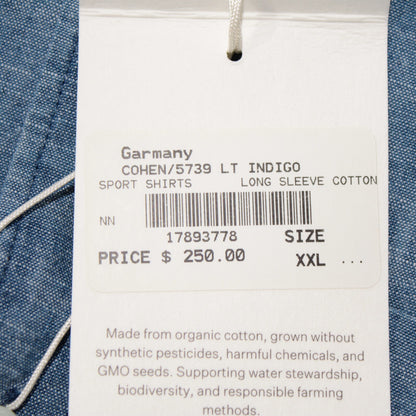 Garmany
COHEN/5739 LT INDIGO
SPORT SHIRTS LONG SLEEVE COTTON
NN
17893778 SIZE
PRICE $ 250.00 XXL ...
Made from organic cotton, grown without
synthetic pesticides, harmful chemicals, and
GMO seeds. Supporting water stewardship,
biodiversity, and responsible farming
methods.